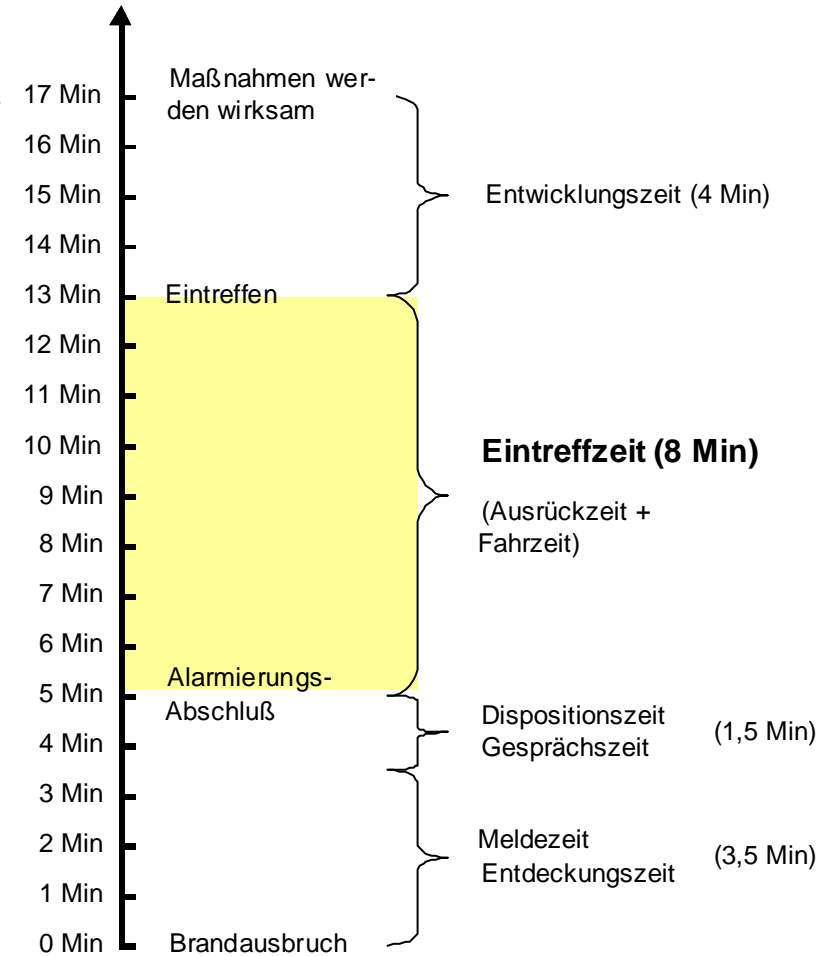 17 Min
Maßnahmen wer-
den wirksam
16 Min
15 Min
Entwicklungszeit (4 Min)
14 Min
13 Min
Eintreffen
12 Min
11 Min
10 Min
Eintreffzeit (8 Min)
9 Min
(Ausrückzeit +
Fahrzeit)
8 Min
7 Min
6 Min
Alarmierungs-
Abschluß
5 Min
Dispositionszeit
Gesprächszeit
(1,5 Min)
4 Min
3 Min
2 Min
Meldezeit
Entdeckungszeit
(3,5 Min)
1 Min
0 Min
Brandausbruch